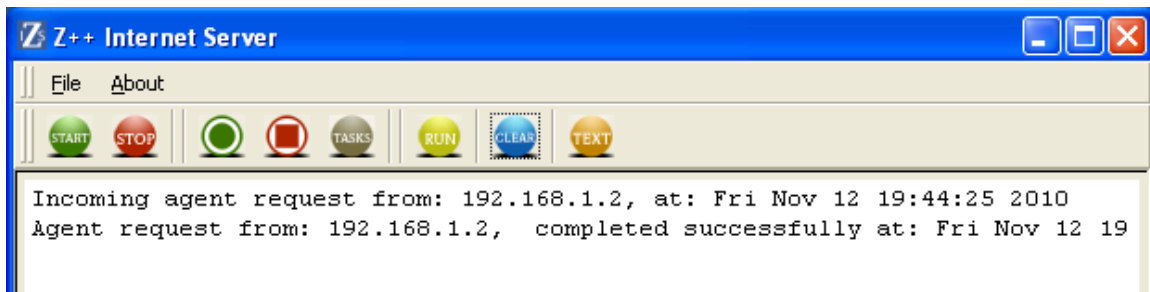 Z++ Internet Server
File About
START STOP TASKS RUN CLEAR TEXT
Incoming agent request from: 192.168.1.2, at: Fri Nov 12 19:44:25 2010
Agent request from: 192.168.1.2,  completed successfully at: Fri Nov 12 19